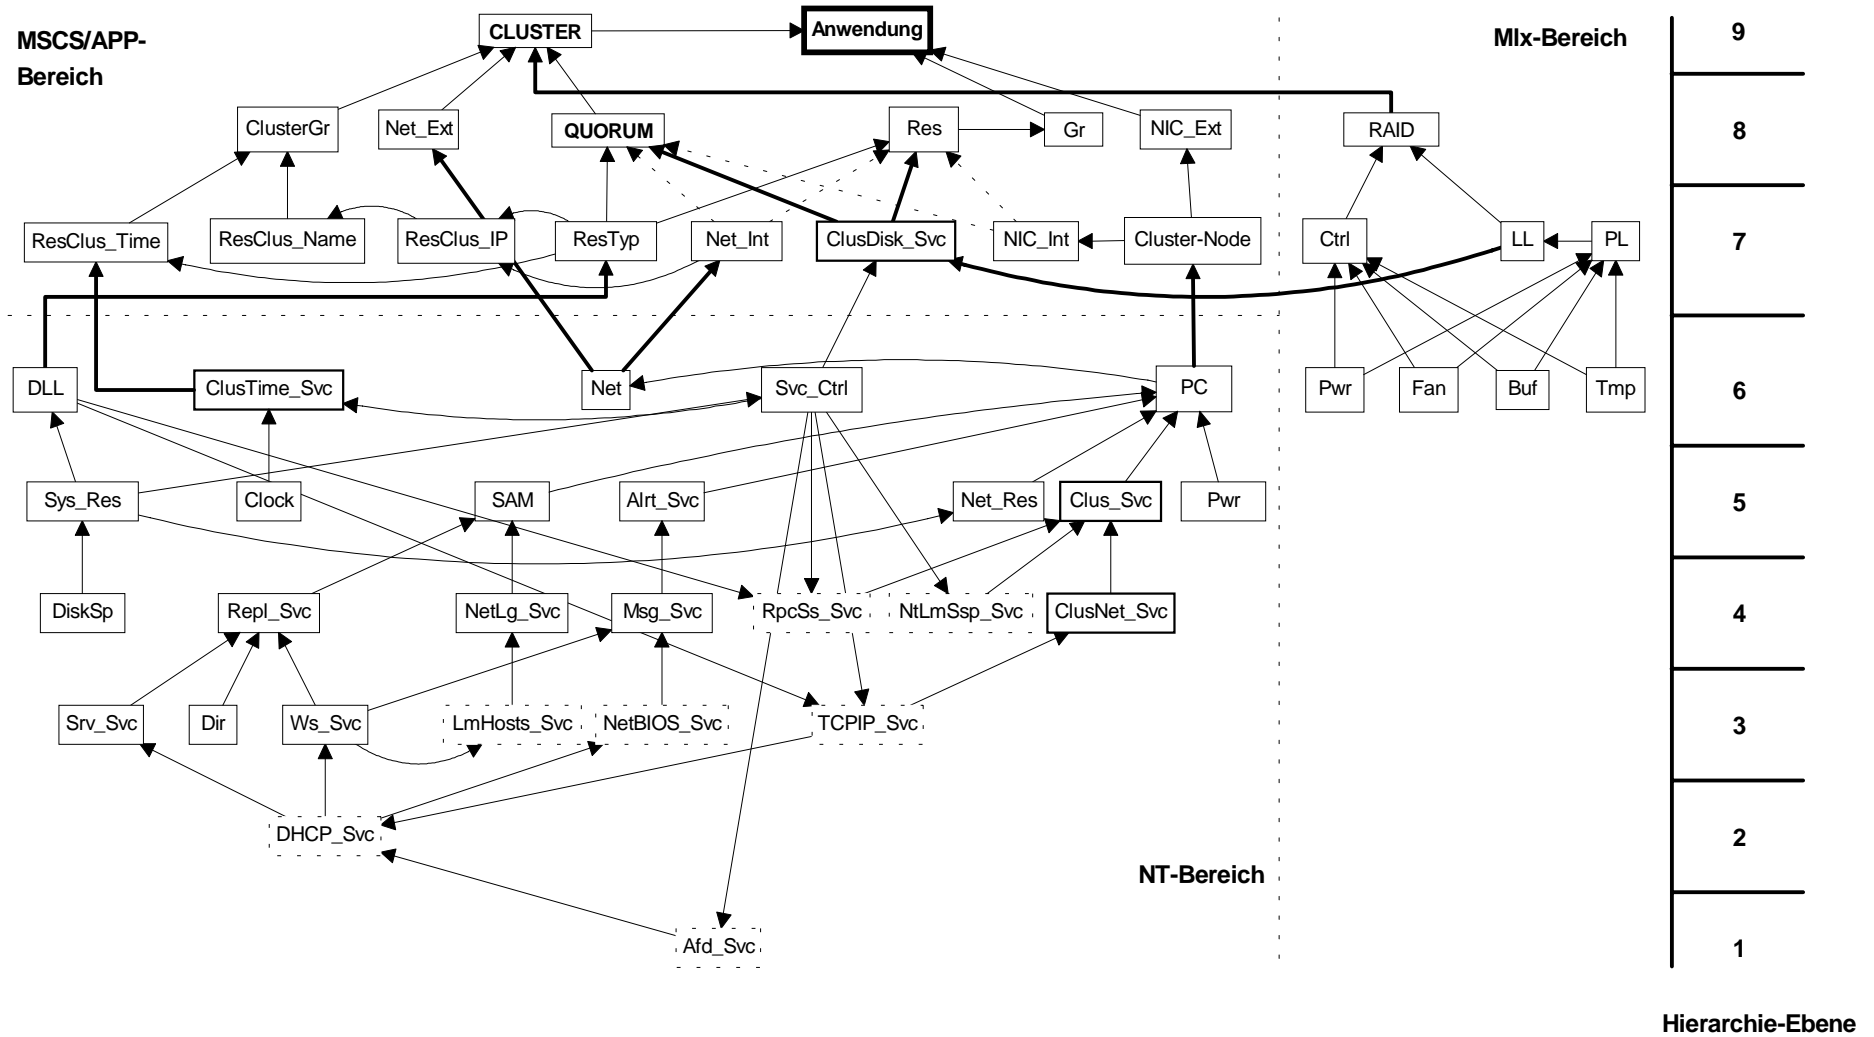 MSCS/APP-
Bereich
CLUSTER
Anwendung
MIx-Bereich
9
ClusterGr
Net_Ext
QUORUM
Res
Gr
NIC_Ext
RAID
8
ResClus_Time
ResClus_Name
ResClus_IP
ResTyp
Net_Int
ClusDisk_Svc
NIC_Int
Cluster-Node
Ctrl
LL
PL
7
DLL
ClusTime_Svc
Net
Svc_Ctrl
PC
Pwr
Fan
Buf
Tmp
6
Sys_Res
Clock
SAM
Alrt_Svc
Net_Res
Clus_Svc
Pwr
5
DiskSp
Repl_Svc
NetLg_Svc
Msg_Svc
RpcSs_Svc
NtLmSsp_Svc
ClusNet_Svc
4
Srv_Svc
Dir
Ws_Svc
LmHosts_Svc
NetBIOS_Svc
TCPIP_Svc
3
DHCP_Svc
2
NT-Bereich
Afd_Svc
1
Hierarchie-Ebene